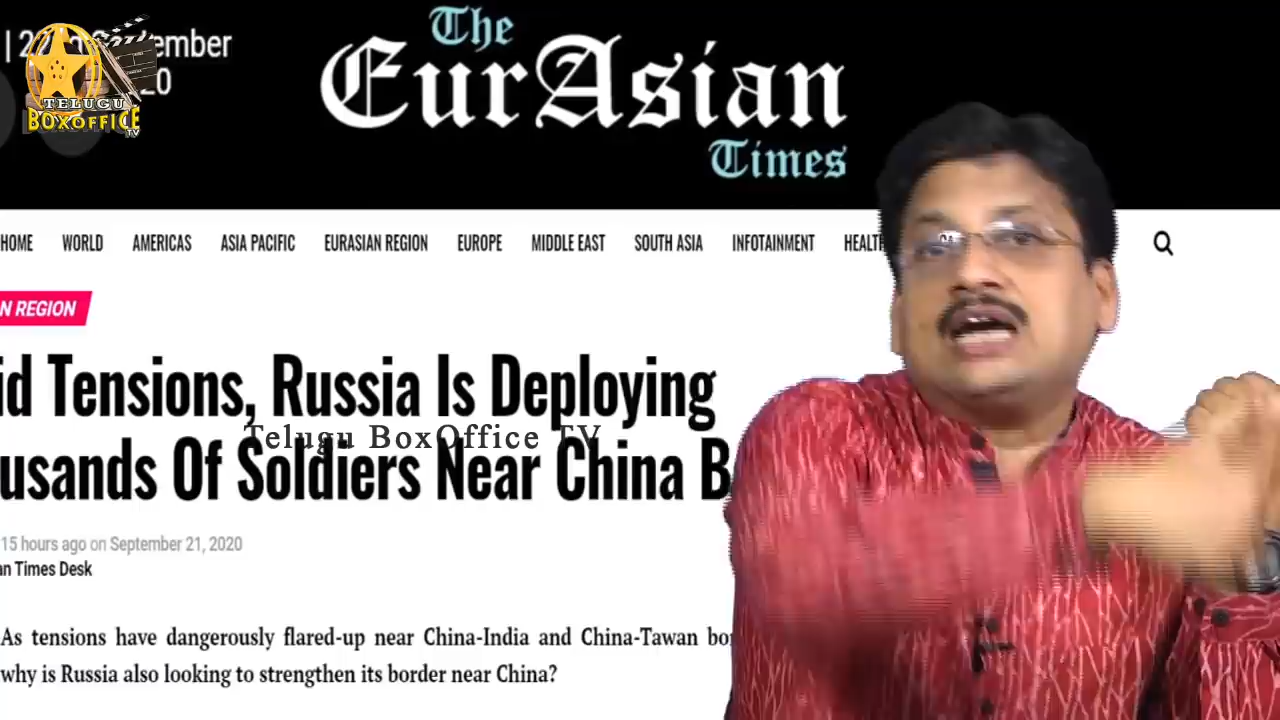 The
EurAsian
Times
TELUGU
BOXOFFICE
TV
HOME WORLD AMERICAS ASIA PACIFIC EURASIAN REGION EUROPE MIDDLE EAST SOUTH ASIA INFOTAINMENT HEALTH
N REGION
id Tensions, Russia Is Deploying
usands Of Soldiers Near China B
Telugu BoxOffice TV
15 hours ago on September 21, 2020
an Times Desk
As tensions have dangerously flared-up near China-India and China-Tawan bo
why is Russia also looking to strengthen its border near China?